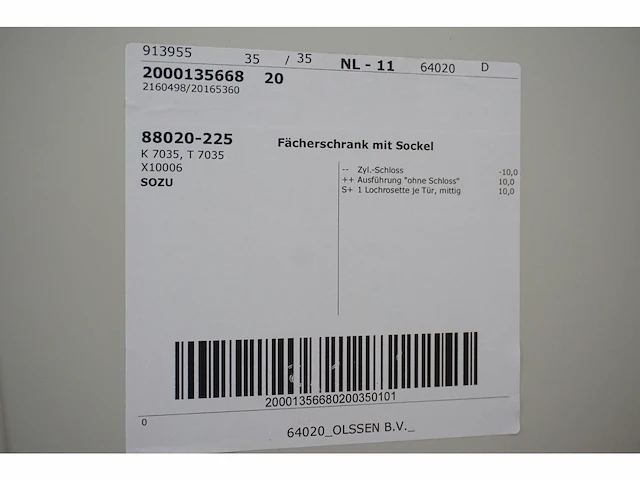 913955 35 / 35 NL - 11 64020 D
2000135668 20
2160498/20165360
88020-225 Fächerschrank mit Sockel
K 7035, T 7035
X10006
SOZU
-- Zyl.-Schloss -10,0
++ Ausführung "ohne Schloss" 10,0
S+ 1 Lochrosette je Tür, mittig 10,0
20001356680200350101
0
64020_OLSSEN B.V._